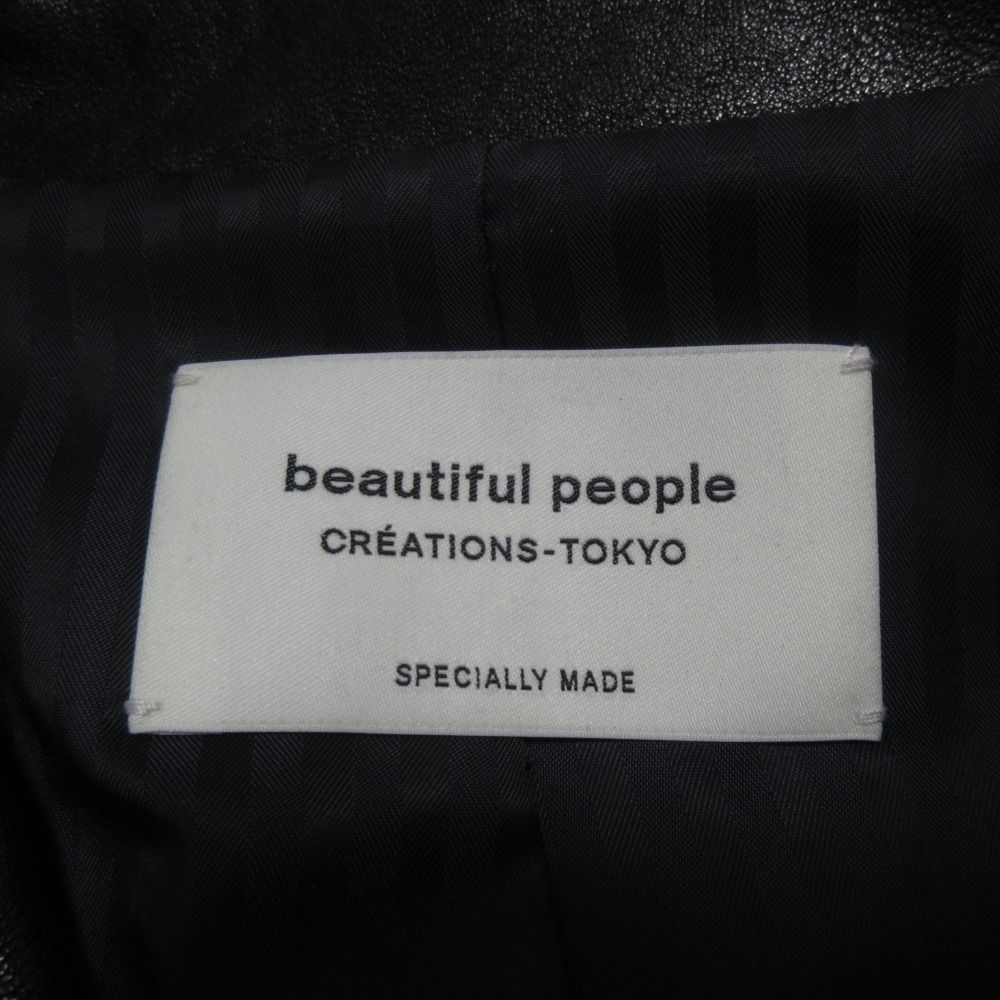 beautiful people
CRÉATIONS-TOKYO
SPECIALLY MADE